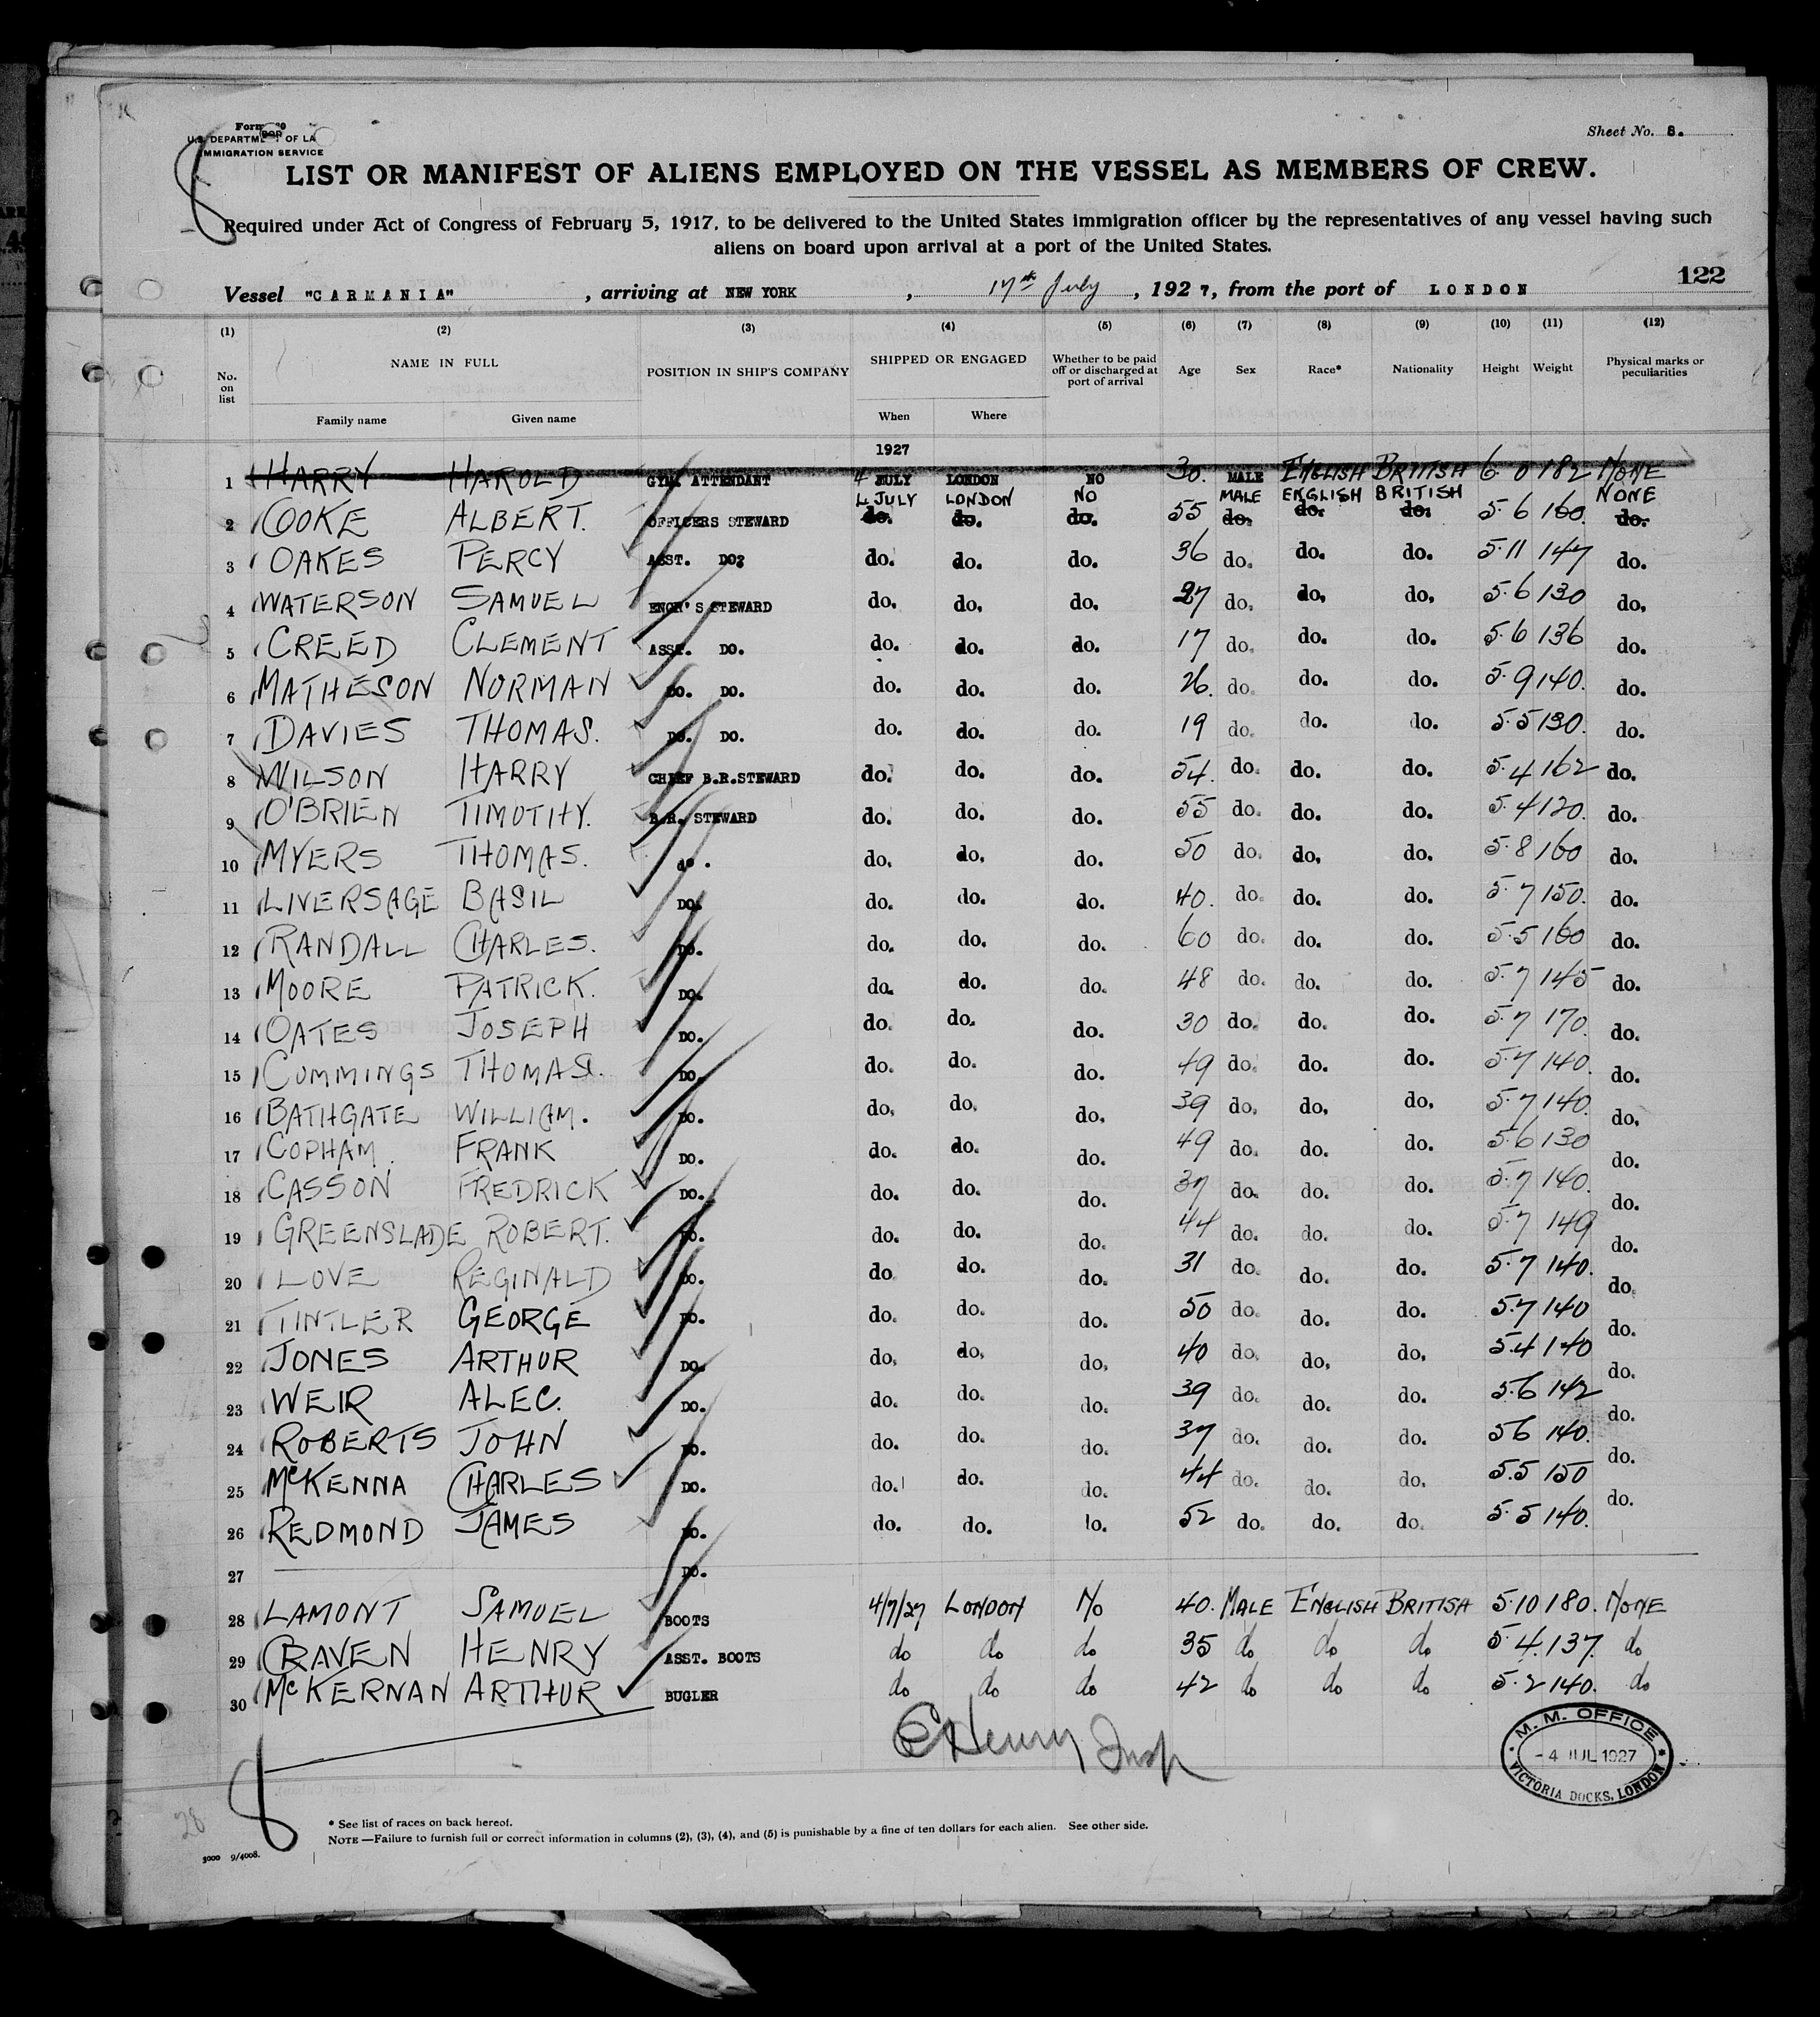 Form
U.S. DEPARTM OF LA
IMMIGRATION SERVICE
Sheet No. 8.
8
LIST OR MANIFEST OF ALIENS EMPLOYED ON THE VESSEL AS MEMBERS OF CREW.
Required under Act of Congress of February 5, 1917, to be delivered to the United States immigration officer by the representatives of any vessel having such
aliens on board upon arrival at a port of the United States.
122
Vessel "CARMANIA", arriving at NEW YORK, 17th July, 1927, from the port of LONDON
(1) (2) (3) (4) (5) (6) (7) (8) (9) (10) (11) (12)
No. on list NAME IN FULL POSITION IN SHIP'S COMPANY SHIPPED OR ENGAGED Whether to be paid off or discharged at port of arrival Age Sex Race* Nationality Height Weight Physical marks or peculiarities
Family name Given name When Where
1927
1 HARRY HAROLD GYM. ATTENDANT 4 JULY LONDON NO 30. MALE ENGLISH BRITISH 6 0 182 NONE
4 JULY LONDON NO MALE ENGLISH BRITISH NONE
2 COOKE ALBERT. OFFICERS STEWARD do. do. do. 55 do. do. do. 5·6 160. do.
3 OAKES PERCY ASST. DO. do. do. do. 36 do. do. do. 5·11 147 do.
4 WATERSON SAMUEL ENGR'S STEWARD do. do. do. 27 do. do. do. 5·6 130 do.
5 CREED CLEMENT ASST. DO. do. do. do. 17 do. do. do. 5·6 136 do.
6 MATHESON NORMAN DO. DO. do. do. do. 26. do. do. do. 5·9 140. do.
7 DAVIES THOMAS. DO. DO. do. do. do. 19 do. do. do. 5·5 130. do.
8 WILSON HARRY CHIEF B.R.STEWARD do. do. do. 54. do. do. do. 5·4 162 do.
9 O'BRIEN TIMOTHY. B.R. STEWARD do. do. do. 55 do. do. do. 5·4 120. do.
10 MYERS THOMAS. do. do. do. do. 50 do. do. do. 5·8 160 do.
11 LIVERSAGE BASIL DO. do. do. do. 40. do. do. do. 5·7 150. do.
12 RANDALL CHARLES. DO. do. do. do. 60 do. do. do. 5·5 160 do.
13 MOORE PATRICK. DO. do. do. do. 48 do. do. do. 5·7 145 do.
14 OATES JOSEPH DO. do. do. do. 30 do. do. do. 5·7 170. do.
15 CUMMINGS THOMAS. DO. do. do. do. 49 do. do. do. 5·7 140. do.
16 BATHGATE WILLIAM. DO. do. do. do. 39 do. do. do. 5·7 140. do.
17 COPHAM. FRANK DO. do. do. do. 49 do. do. do. 5·6 130 do.
18 CASSON FREDRICK DO. do. do. do. 37 do. do. do. 5·7 140. do.
19 GREENSLADE ROBERT. DO. do. do. do. 44 do. do. do. 5·7 149 do.
20 LOVE REGINALD DO. do. do. do. 31 do. do. do. 5·7 140. do.
21 TINTLER GEORGE DO. do. do. do. 50 do. do. do. 5.7 140 do.
22 JONES ARTHUR DO. do. do. do. 40 do. do. do. 5.4 140 do.
23 WEIR ALEC. DO. do. do. do. 39 do. do. do. 5.6 142 do.
24 ROBERTS JOHN DO. do. do. do. 37 do. do. do. 5 6 140. do.
25 McKENNA CHARLES DO. do. do. do. 44 do. do. do. 5.5 150 do.
26 REDMOND JAMES DO. do. do. lo. 52 do. do. do. 5·5 140.
27 DO.
28 LAMONT SAMUEL BOOTS 4/7/27 LONDON No 40. MALE ENGLISH BRITISH 5·10 180. NONE
29 CRAVEN HENRY ASST. BOOTS do do do 35 do do do 5·4. 137. do
30 McKERNAN ARTHUR BUGLER do do do 42 do do do 5·2 140. do
E Henry Insp
M. M. OFFICE
- 4 JUL 1927
VICTORIA DOCKS, LONDON
8
28
* See list of races on back hereof.
NOTE—Failure to furnish full or correct information in columns (2), (3), (4), and (5) is punishable by a fine of ten dollars for each alien. See other side.
3000 9/4008.